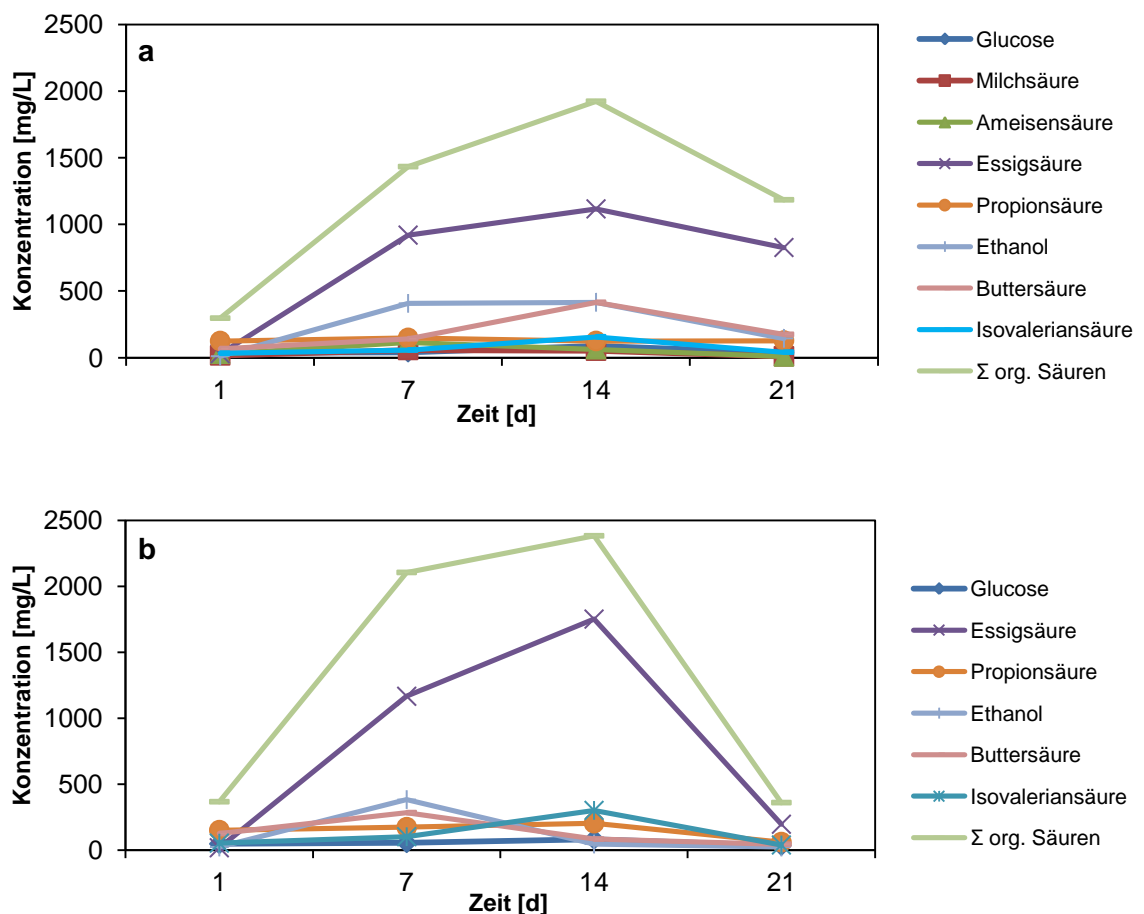 a
Konzentration [mg/L]
2500
2000
1500
1000
500
0
1 7 14 21
Zeit [d]
Glucose
Milchsäure
Ameisensäure
Essigsäure
Propionsäure
Ethanol
Buttersäure
Isovaleriansäure
Σ org. Säuren
b
Konzentration [mg/L]
2500
2000
1500
1000
500
0
1 7 14 21
Zeit [d]
Glucose
Essigsäure
Propionsäure
Ethanol
Buttersäure
Isovaleriansäure
Σ org. Säuren